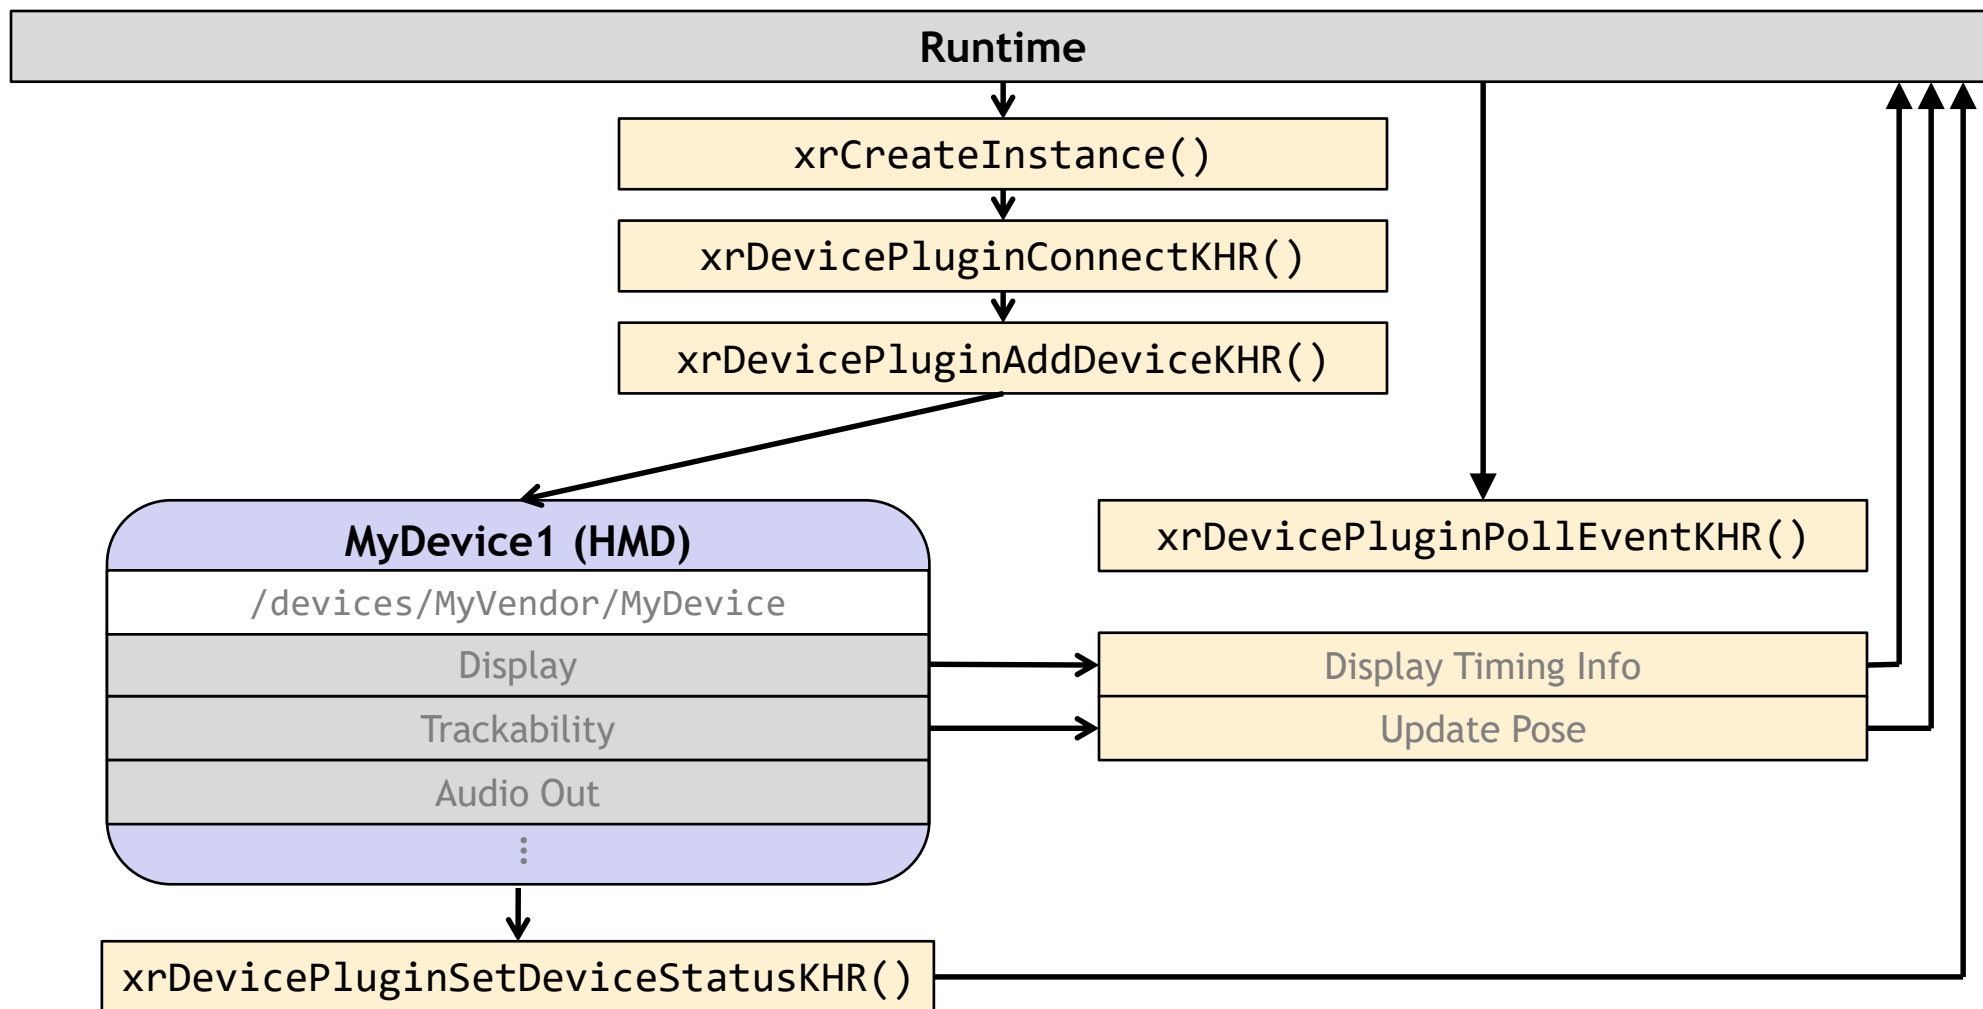 Runtime
xrCreateInstance()
xrDevicePluginConnectKHR()
xrDevicePluginAddDeviceKHR()
MyDevice1 (HMD)
/devices/MyVendor/MyDevice
Display
Trackability
Audio Out
⋮
xrDevicePluginPollEventKHR()
Display Timing Info
Update Pose
xrDevicePluginSetDeviceStatusKHR()